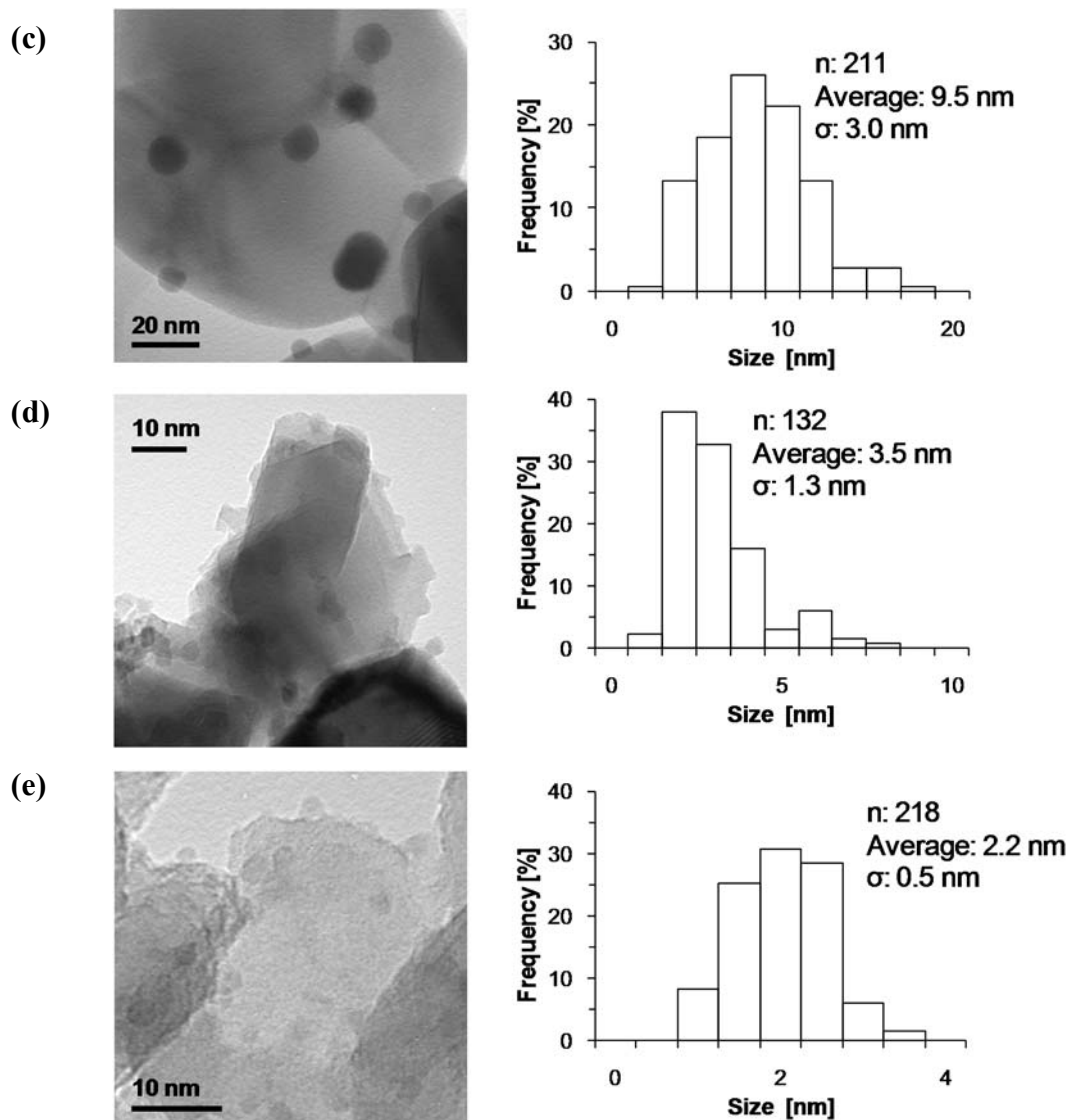 (c)
20 nm
Frequency [%]
30
20
10
0
n: 211
Average: 9.5 nm
σ: 3.0 nm
0 10 20
Size [nm]
(d)
10 nm
Frequency [%]
40
30
20
10
0
n: 132
Average: 3.5 nm
σ: 1.3 nm
0 5 10
Size [nm]
(e)
10 nm
Frequency [%]
40
30
20
10
0
n: 218
Average: 2.2 nm
σ: 0.5 nm
0 2 4
Size [nm]